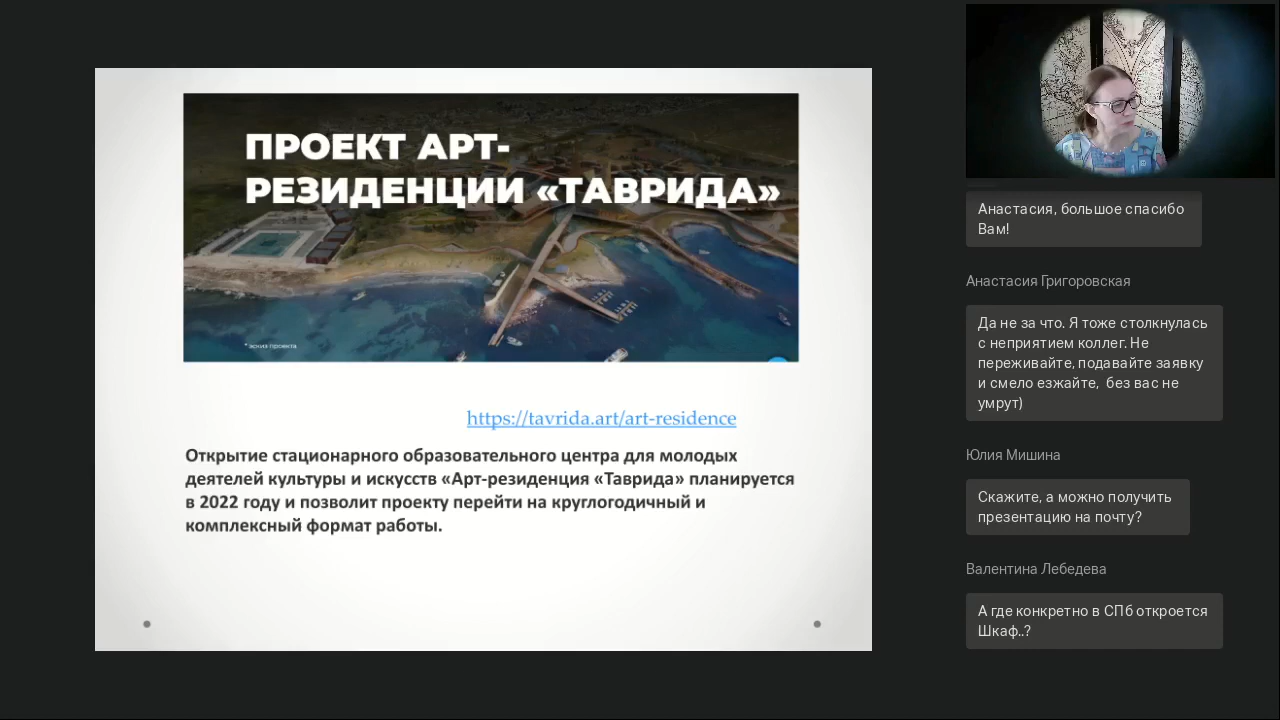 ПРОЕКТ АРТ-
РЕЗИДЕНЦИИ «ТАВРИДА»
* эскиз проекта
https://tavrida.art/art-residence
Открытие стационарного образовательного центра для молодых
деятелей культуры и искусств «Арт-резиденция «Таврида» планируется
в 2022 году и позволит проекту перейти на круглогодичный и
комплексный формат работы.
Анастасия, большое спасибо
Вам!
Анастасия Григоровская
Да не за что. Я тоже столкнулась
с неприятием коллег. Не
переживайте, подавайте заявку
и смело езжайте, без вас не
умрут)
Юлия Мишина
Скажите, а можно получить
презентацию на почту?
Валентина Лебедева
А где конкретно в СПб откроется
Шкаф..?